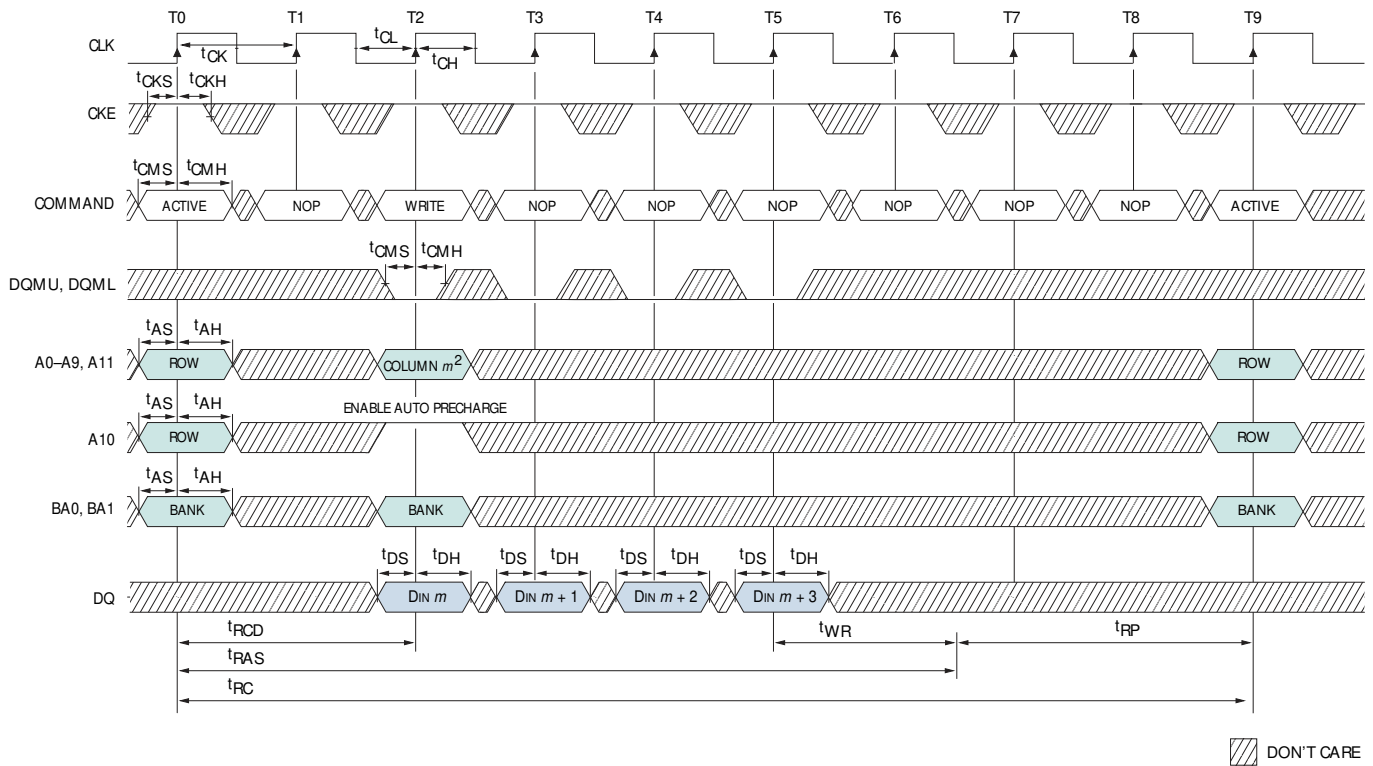 T0 T1 T2 T3 T4 T5 T6 T7 T8 T9
CLK
tCK tCL tCH
tCKS tCKH
CKE
tCMS tCMH
COMMAND ACTIVE NOP WRITE NOP NOP NOP NOP NOP NOP ACTIVE
tCMS tCMH
DQMU, DQML
tAS tAH
A0–A9, A11 ROW COLUMN m2 ROW
tAS tAH ENABLE AUTO PRECHARGE
A10 ROW ROW
tAS tAH
BA0, BA1 BANK BANK BANK
tDS tDH tDS tDH tDS tDH tDS tDH
DQ DIN m DIN m + 1 DIN m + 2 DIN m + 3
tRCD tWR tRP
tRAS
tRC
DON'T CARE